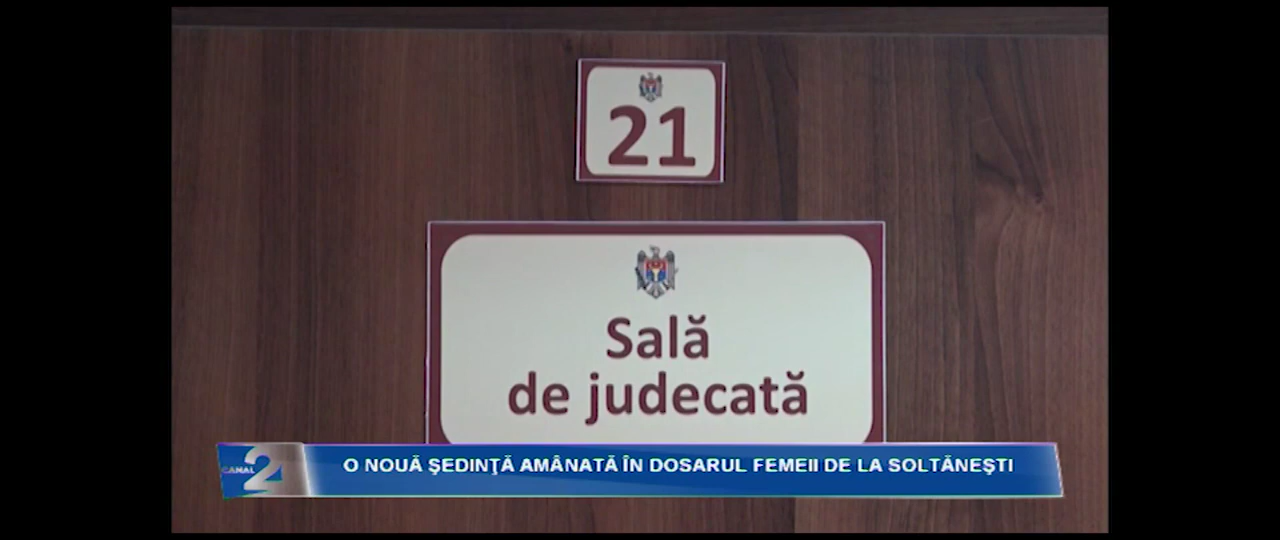 21
Sală
de judecată
CANAL 2
O NOUĂ ŞEDINŢĂ AMÂNATĂ ÎN DOSARUL FEMEII DE LA SOLTĂNEŞTI